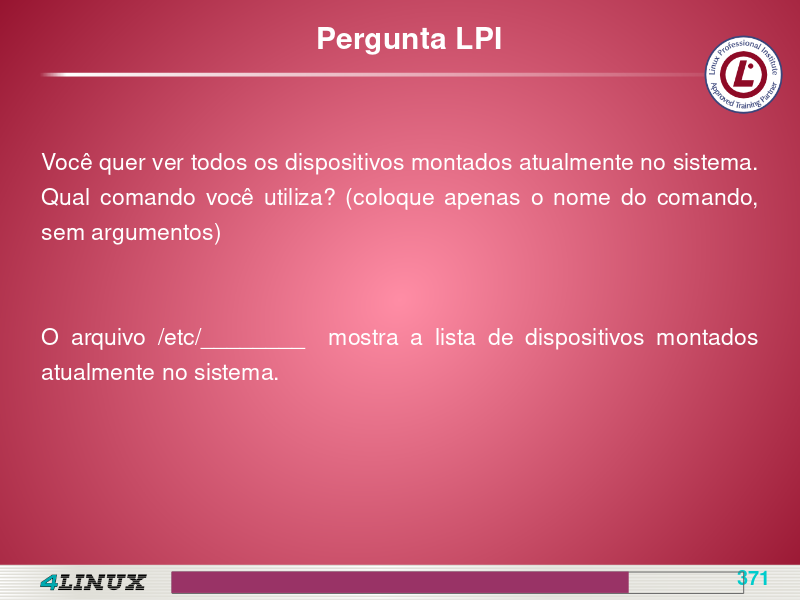 Pergunta LPI
Linux Professional Institute
Approved Training Partner
Você quer ver todos os dispositivos montados atualmente no sistema.
Qual comando você utiliza? (coloque apenas o nome do comando,
sem argumentos)
O arquivo /etc/_________ mostra a lista de dispositivos montados
atualmente no sistema.
4LINUX
371